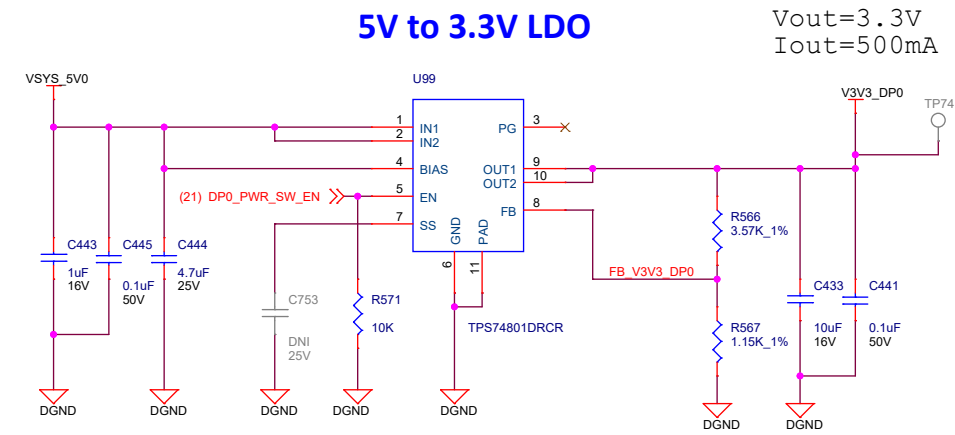 5V to 3.3V LDO
Vout=3.3V
Iout=500mA
VSYS_5V0
U99
V3V3_DP0
TP74
1
IN1
PG
3
2
IN2
4
BIAS
OUT1
9
OUT2
10
(21) DP0_PWR_SW_EN
5
EN
FB
8
7
SS
GND
PAD
6
11
TPS74801DRCR
C443
1uF
16V
C445
0.1uF
50V
C444
4.7uF
25V
C753
DNI
25V
R571
10K
R566
3.57K_1%
FB_V3V3_DP0
R567
1.15K_1%
C433
10uF
16V
C441
0.1uF
50V
DGND
DGND
DGND
DGND
DGND
DGND
DGND